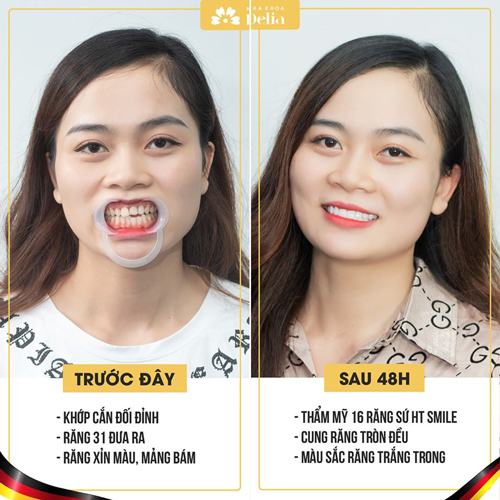 NHA KHOA
Delia
TRƯỚC ĐÂY
- KHỚP CẮN ĐỐI ĐỈNH
- RĂNG 31 ĐƯA RA
- RĂNG XỈN MÀU, MẢNG BÁM
SAU 48H
- THẨM MỸ 16 RĂNG SỨ HT SMILE
- CUNG RĂNG TRÒN ĐỀU
- MÀU SẮC RĂNG TRẮNG TRONG